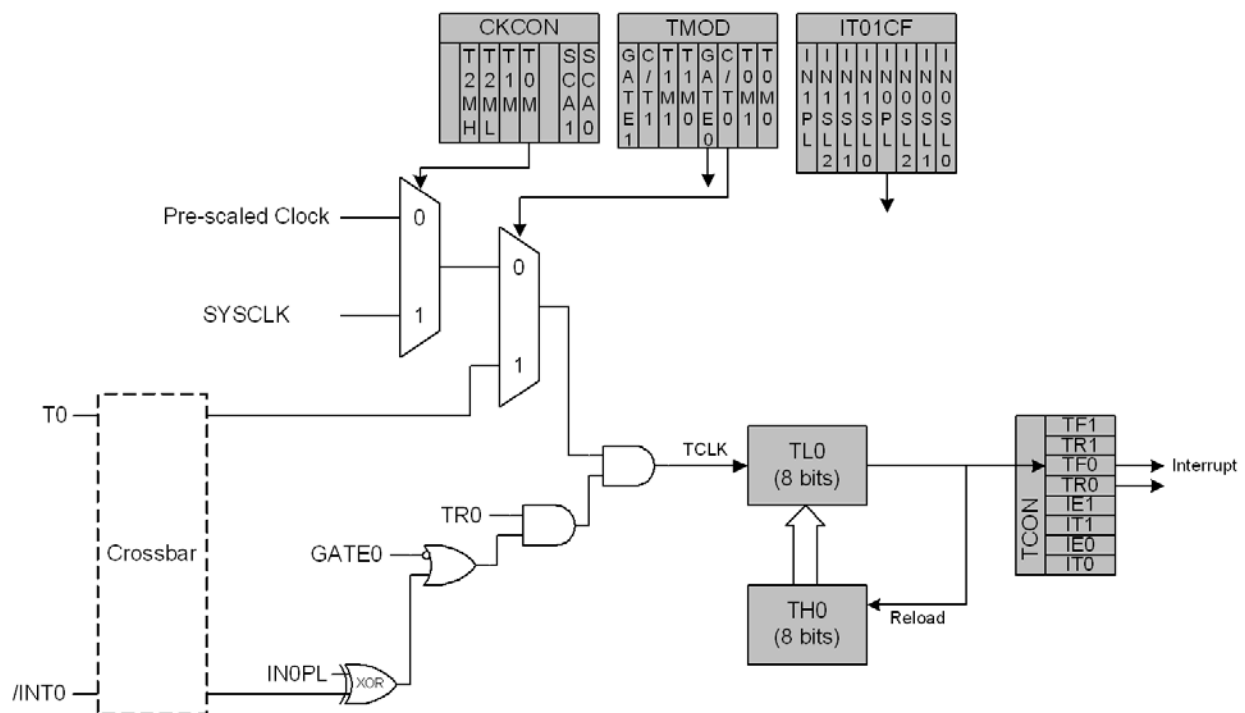 CKCON
TMOD
IT01CF
T2MH
T2ML
T1M
T0M
SCA1
SCA0
GATE1
C/T1
T1M1
T1M0
GATE0
C/T0
T0M1
T0M0
IN1PL
IN1SL2
IN1SL1
IN1SL0
IN0PL
IN0SL2
IN0SL1
IN0SL0
Pre-scaled Clock
0
SYSCLK
1
0
1
T0
Crossbar
/INT0
TR0
GATE0
IN0PL
XOR
TCLK
TL0
(8 bits)
TH0
(8 bits)
Reload
TCON
TF1
TR1
TF0
TR0
IE1
IT1
IE0
IT0
Interrupt